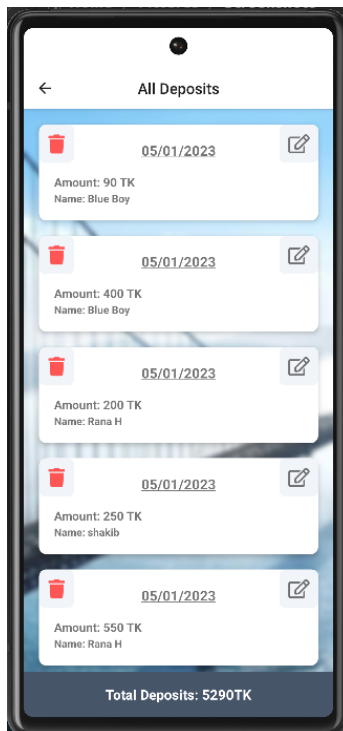 All Deposits
05/01/2023
Amount: 90 TK
Name: Blue Boy
05/01/2023
Amount: 400 TK
Name: Blue Boy
05/01/2023
Amount: 200 TK
Name: Rana H
05/01/2023
Amount: 250 TK
Name: shakib
05/01/2023
Amount: 550 TK
Name: Rana H
Total Deposits: 5290TK